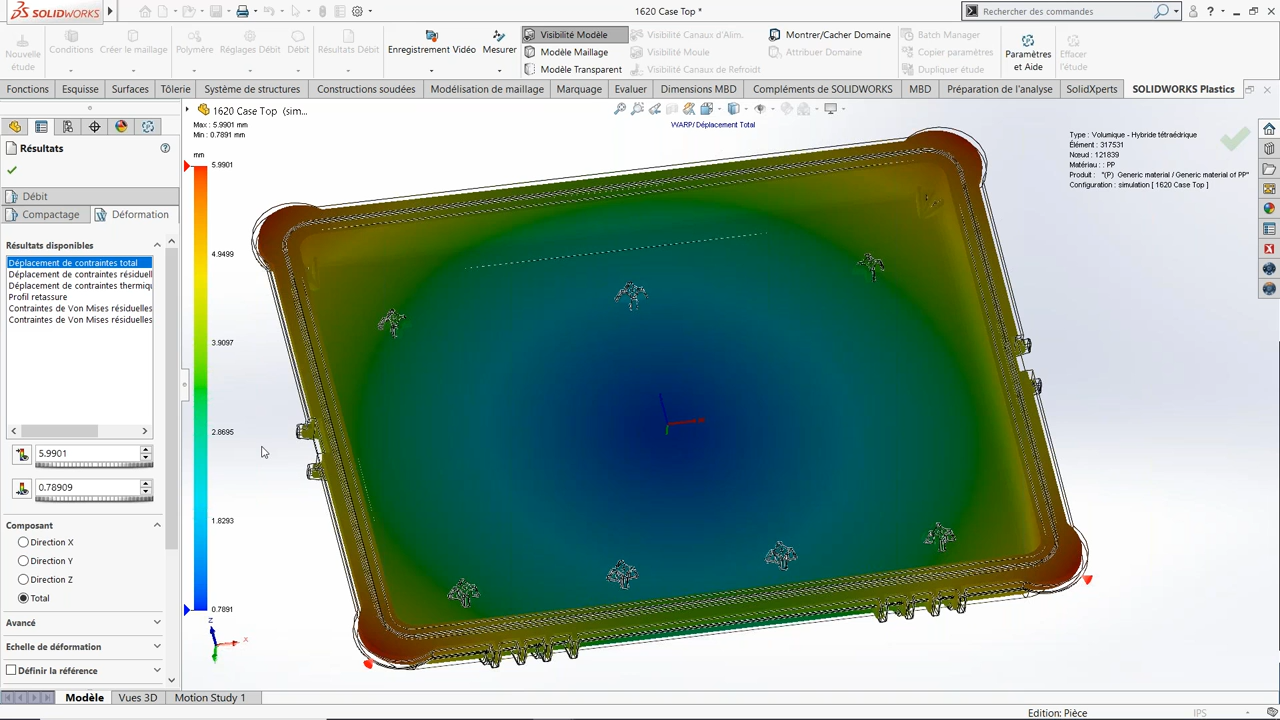 SOLIDWORKS
1620 Case Top *
Rechercher des commandes
Nouvelle étude
Conditions
Créer le maillage
Polymère
Réglages Débit
Débit
Résultats Débit
Enregistrement Vidéo
Mesurer
Visibilité Modèle
Modèle Maillage
Modèle Transparent
Visibilité Canaux d'Alim.
Visibilité Moule
Visibilité Canaux de Refroidt
Montrer/Cacher Domaine
Attribuer Domaine
Batch Manager
Copier paramètres
Dupliquer étude
Paramètres et Aide
Effacer l'étude
Fonctions
Esquisse
Surfaces
Tôlerie
Système de structures
Constructions soudées
Modélisation de maillage
Marquage
Evaluer
Dimensions MBD
Compléments de SOLIDWORKS
MBD
Préparation de l'analyse
SolidXperts
SOLIDWORKS Plastics
1620 Case Top (sim...
Max : 5.9901 mm
Min : 0.7891 mm
WARP/ Déplacement Total
Type : Volumique - Hybride tétraédrique
Élément : 317531
Nœud : 121839
Matériau : : PP
Produit : "(P) Generic material / Generic material of PP"
Configuration : simulation [ 1620 Case Top ]
mm
5.9901
4.9499
3.9097
2.8695
1.8293
0.7891
Résultats
Débit
Compactage
Déformation
Résultats disponibles
Déplacement de contraintes total
Déplacement de contraintes résiduell
Déplacement de contraintes thermiqu
Profil retassure
Contraintes de Von Mises résiduelles
Contraintes de Von Mises résiduelles
5.9901
0.78909
Composant
Direction X
Direction Y
Direction Z
Total
Avancé
Echelle de déformation
Définir la référence
z
x
Modèle
Vues 3D
Motion Study 1
Edition: Pièce
IPS